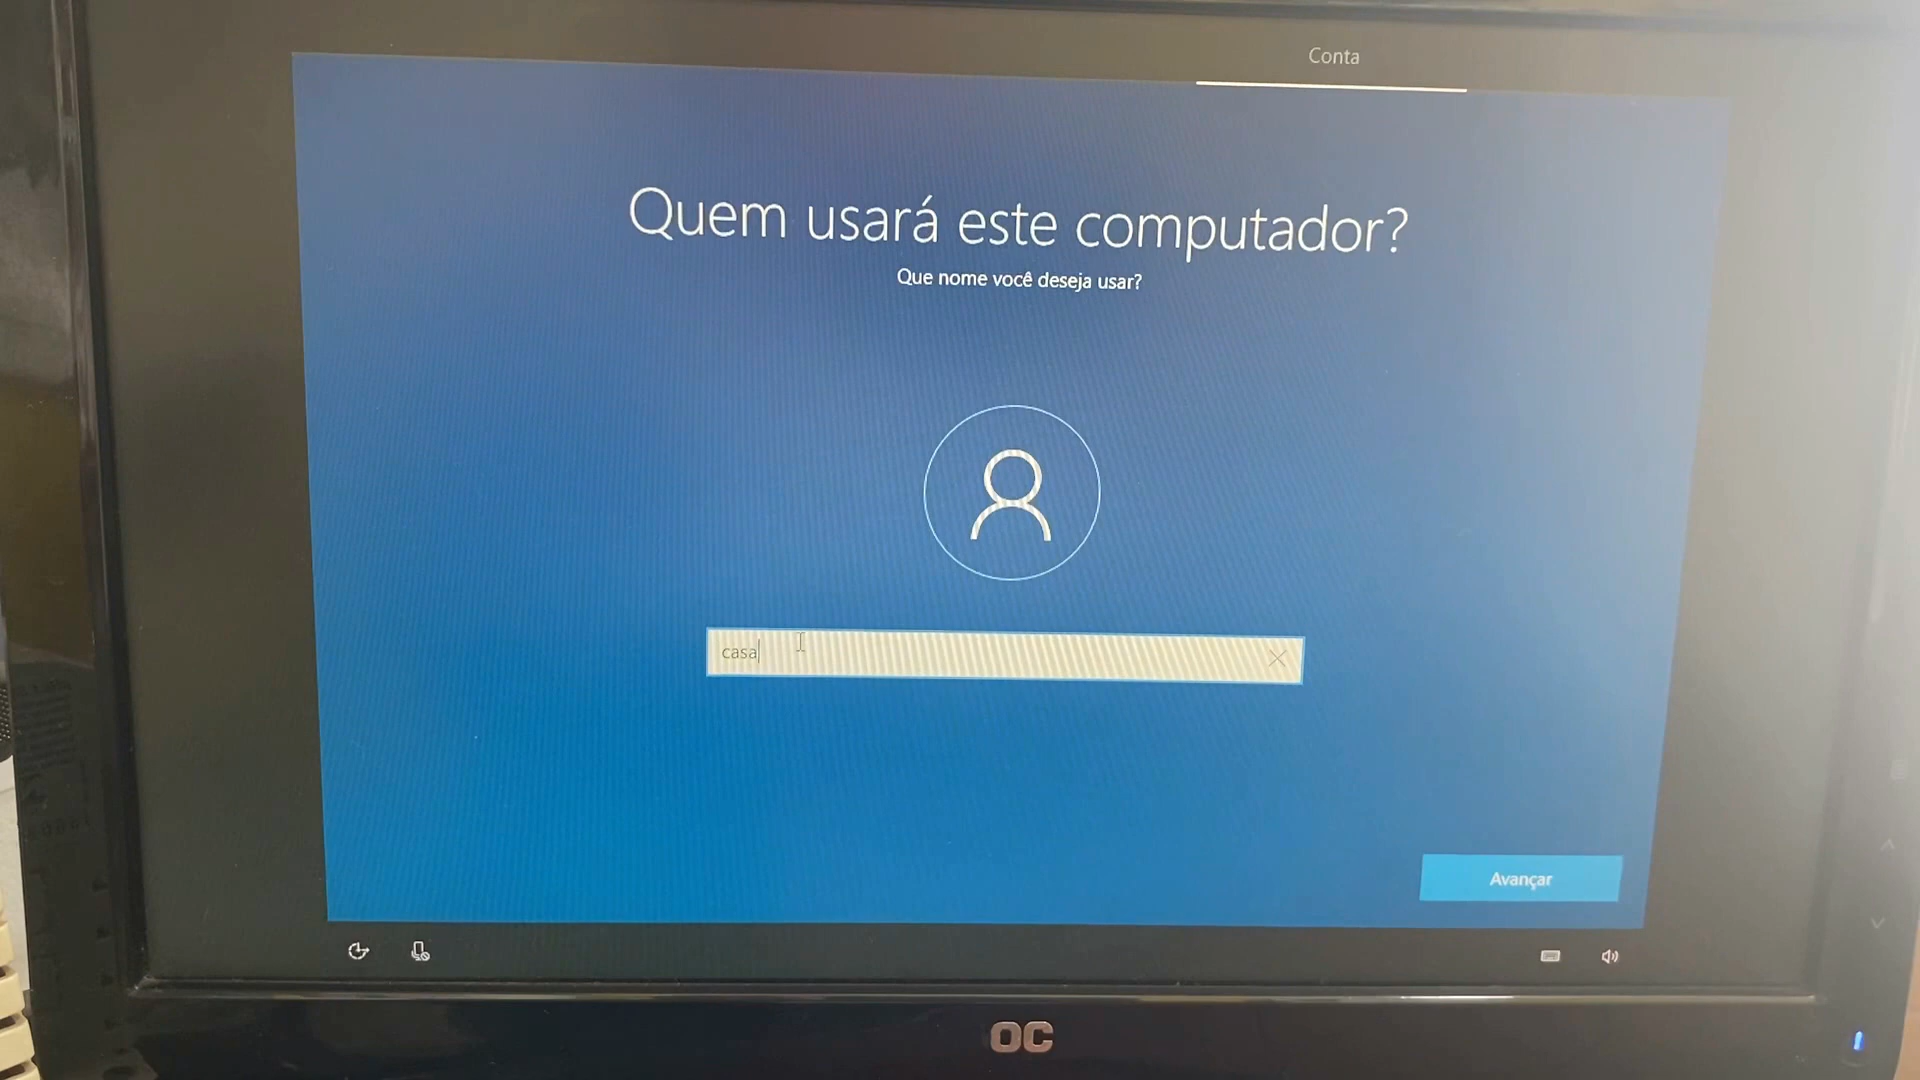 Conta
Quem usará este computador?
Que nome você deseja usar?
casa
Avançar
OC